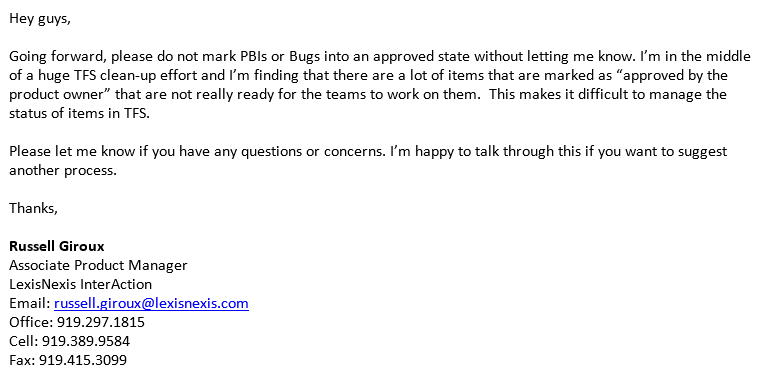 Hey guys,
Going forward, please do not mark PBIs or Bugs into an approved state without letting me know. I’m in the middle
of a huge TFS clean-up effort and I’m finding that there are a lot of items that are marked as “approved by the
product owner” that are not really ready for the teams to work on them.  This makes it difficult to manage the
status of items in TFS.
Please let me know if you have any questions or concerns. I’m happy to talk through this if you want to suggest
another process.
Thanks,
Russell Giroux
Associate Product Manager
LexisNexis InterAction
Email: russell.giroux@lexisnexis.com
Office: 919.297.1815
Cell: 919.389.9584
Fax: 919.415.3099